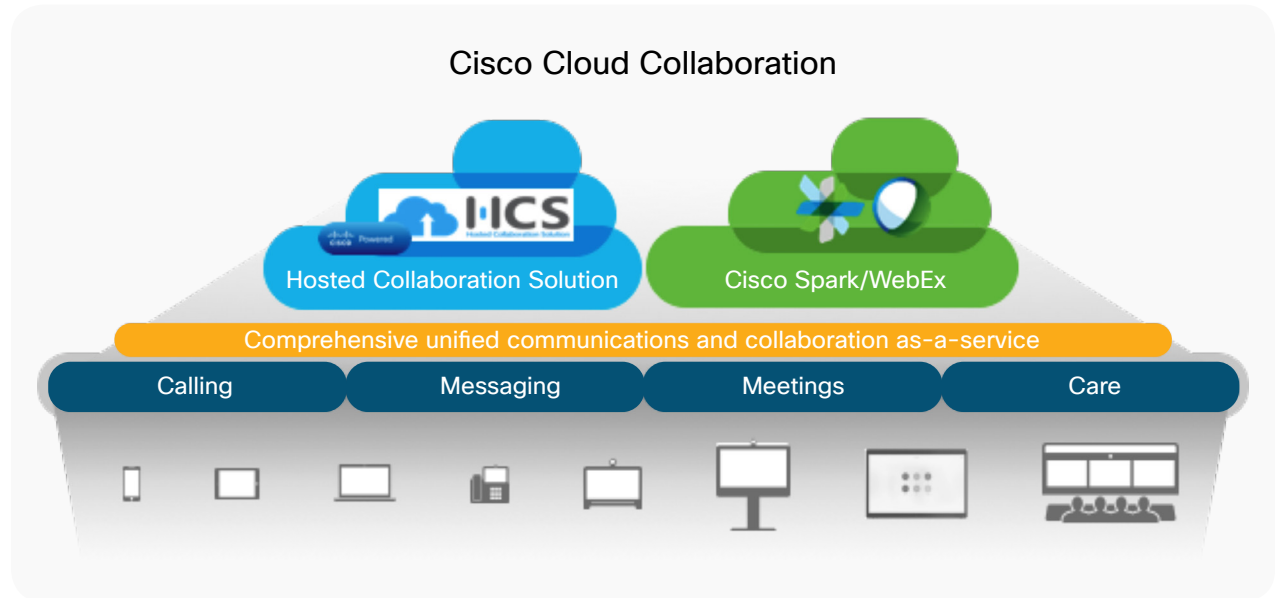 Cisco Cloud Collaboration
HCS
Hosted Collaboration Solution
CISCO Powered
Hosted Collaboration Solution
Cisco Spark/WebEx
Comprehensive unified communications and collaboration as-a-service
Calling
Messaging
Meetings
Care